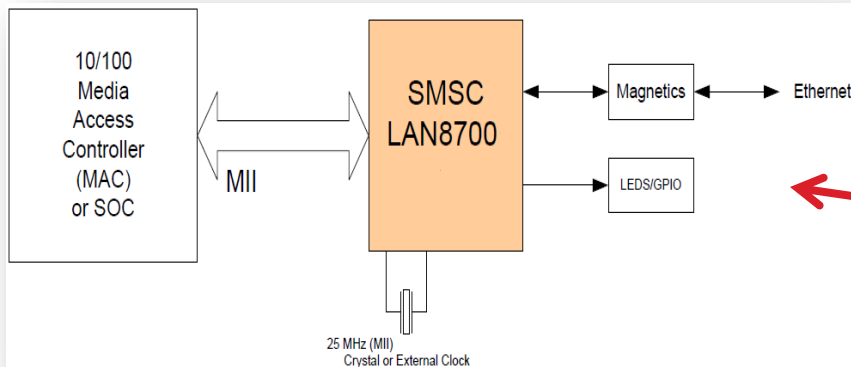 10/100
Media
Access
Controller
(MAC)
or SOC
MII
SMSC
LAN8700
Magnetics
Ethernet
LEDS/GPIO
25 MHz (MII)
Crystal or External Clock